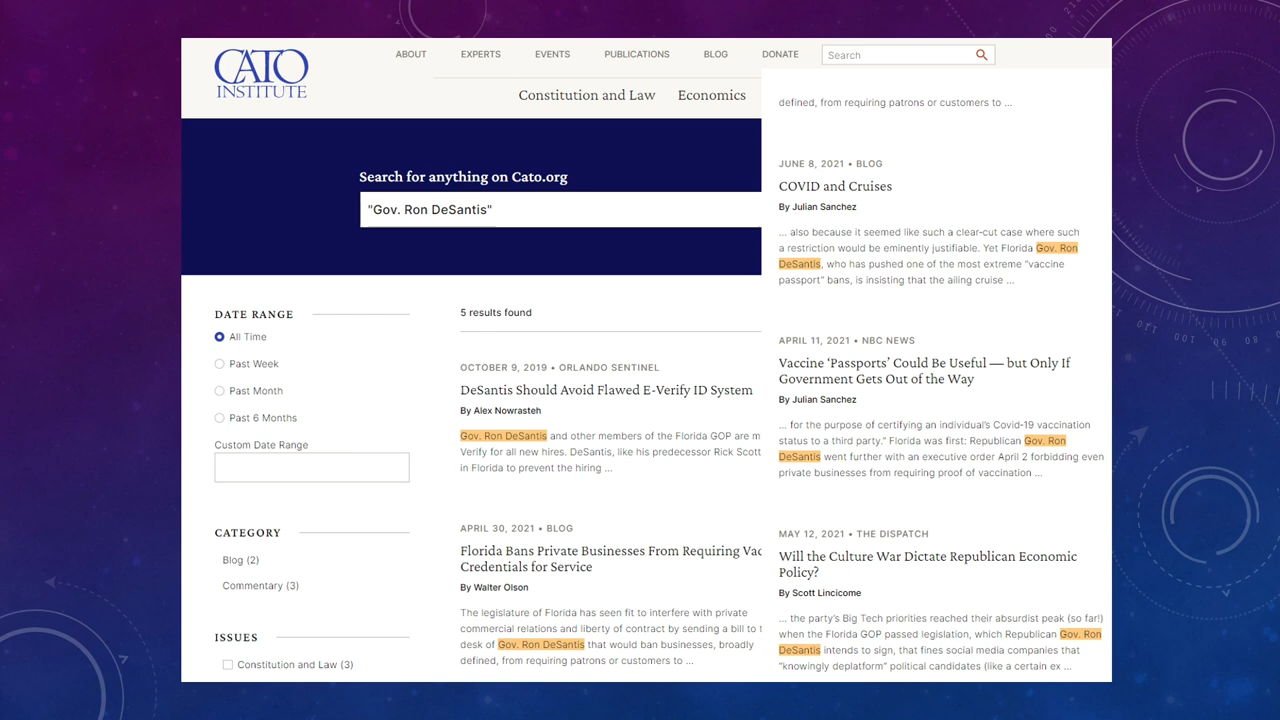 CATO
INSTITUTE
ABOUT EXPERTS EVENTS PUBLICATIONS BLOG DONATE Search
Constitution and Law Economics
Search for anything on Cato.org
"Gov. Ron DeSantis"
DATE RANGE
All Time
Past Week
Past Month
Past 6 Months
Custom Date Range
CATEGORY
Blog (2)
Commentary (3)
ISSUES
Constitution and Law (3)
5 results found
OCTOBER 9, 2019 • ORLANDO SENTINEL
DeSantis Should Avoid Flawed E-Verify ID System
By Alex Nowrasteh
Gov. Ron DeSantis and other members of the Florida GOP are m
Verify for all new hires. DeSantis, like his predecessor Rick Scott
in Florida to prevent the hiring ...
APRIL 30, 2021 • BLOG
Florida Bans Private Businesses From Requiring Vac
Credentials for Service
By Walter Olson
The legislature of Florida has seen fit to interfere with private
commercial relations and liberty of contract by sending a bill to t
desk of Gov. Ron DeSantis that would ban businesses, broadly
defined, from requiring patrons or customers to ...
defined, from requiring patrons or customers to ...
JUNE 8, 2021 • BLOG
COVID and Cruises
By Julian Sanchez
... also because it seemed like such a clear-cut case where such
a restriction would be eminently justifiable. Yet Florida Gov. Ron
DeSantis, who has pushed one of the most extreme "vaccine
passport" bans, is insisting that the ailing cruise ...
APRIL 11, 2021 • NBC NEWS
Vaccine ‘Passports’ Could Be Useful — but Only If
Government Gets Out of the Way
By Julian Sanchez
... for the purpose of certifying an individual's Covid-19 vaccination
status to a third party." Florida was first: Republican Gov. Ron
DeSantis went further with an executive order April 2 forbidding even
private businesses from requiring proof of vaccination ...
MAY 12, 2021 • THE DISPATCH
Will the Culture War Dictate Republican Economic
Policy?
By Scott Lincicome
... the party's Big Tech priorities reached their absurdist peak (so far!)
when the Florida GOP passed legislation, which Republican Gov. Ron
DeSantis intends to sign, that fines social media companies that
"knowingly deplatform" political candidates (like a certain ex ...